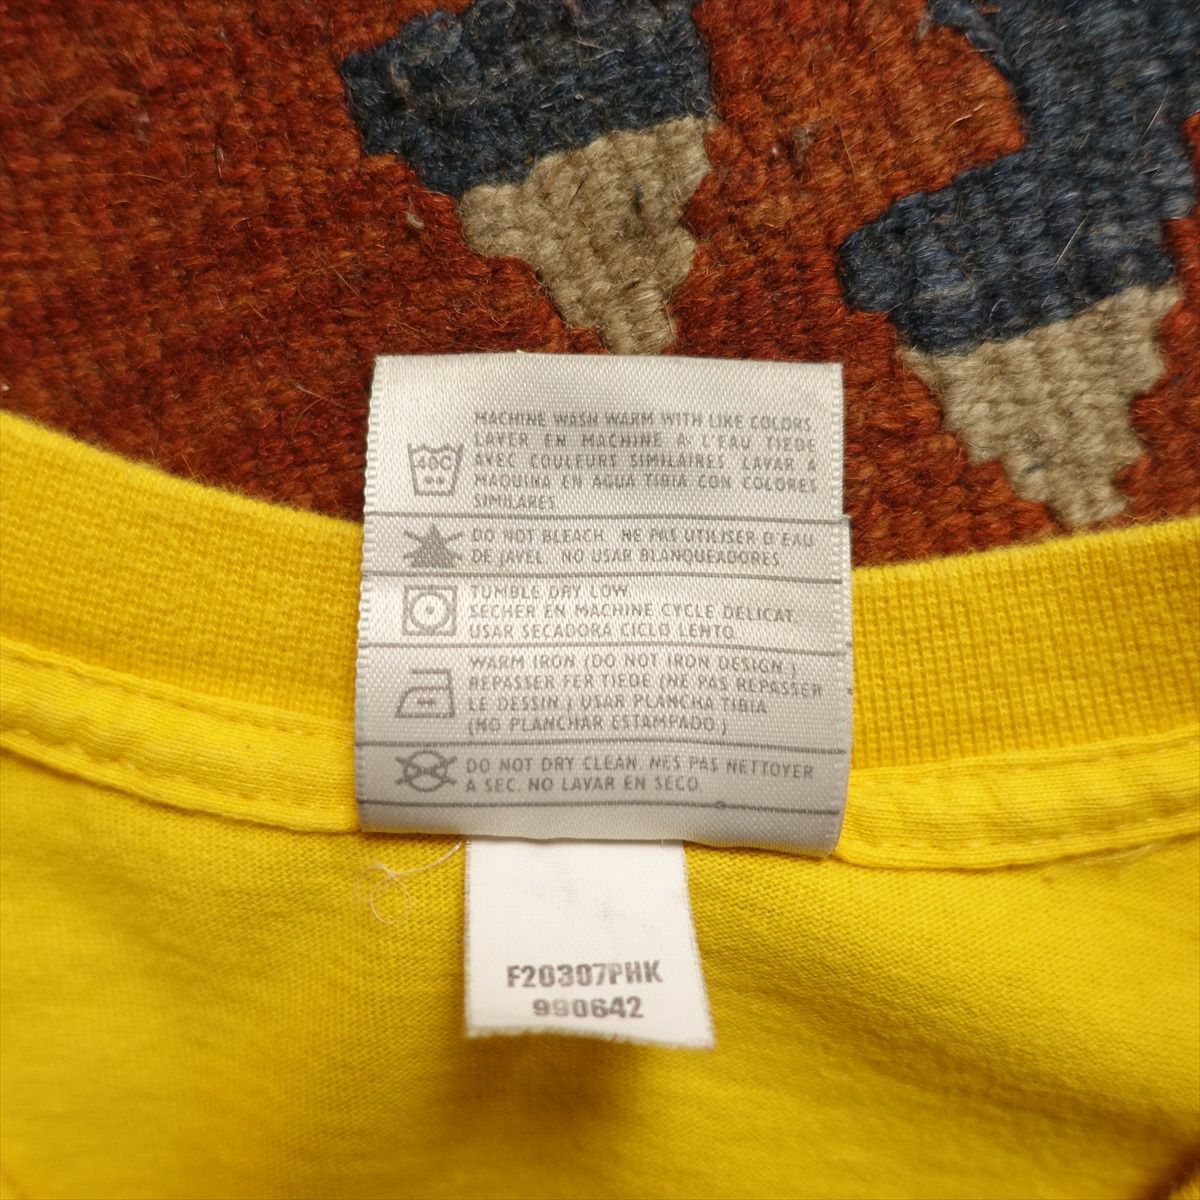 MACHINE WASH WARM WITH LIKE COLORS.
LAVER EN MACHINE A L'EAU TIEDE
AVEC COULEURS SIMILAIRES. LAVAR A
MAQUINA EN AGUA TIBIA CON COLORES
SIMILARES.
40C
DO NOT BLEACH. NE PAS UTILISER D'EAU
DE JAVEL. NO USAR BLANQUEADORES.
TUMBLE DRY LOW.
SECHER EN MACHINE CYCLE DELICAT.
USAR SECADORA CICLO LENTO.
WARM IRON (DO NOT IRON DESIGN.)
REPASSER FER TIEDE (NE PAS REPASSER
LE DESSIN.) USAR PLANCHA TIBIA
(NO PLANCHAR ESTAMPADO.)
DO NOT DRY CLEAN. NES PAS NETTOYER
A SEC. NO LAVAR EN SECO.
F20307PHK
990642